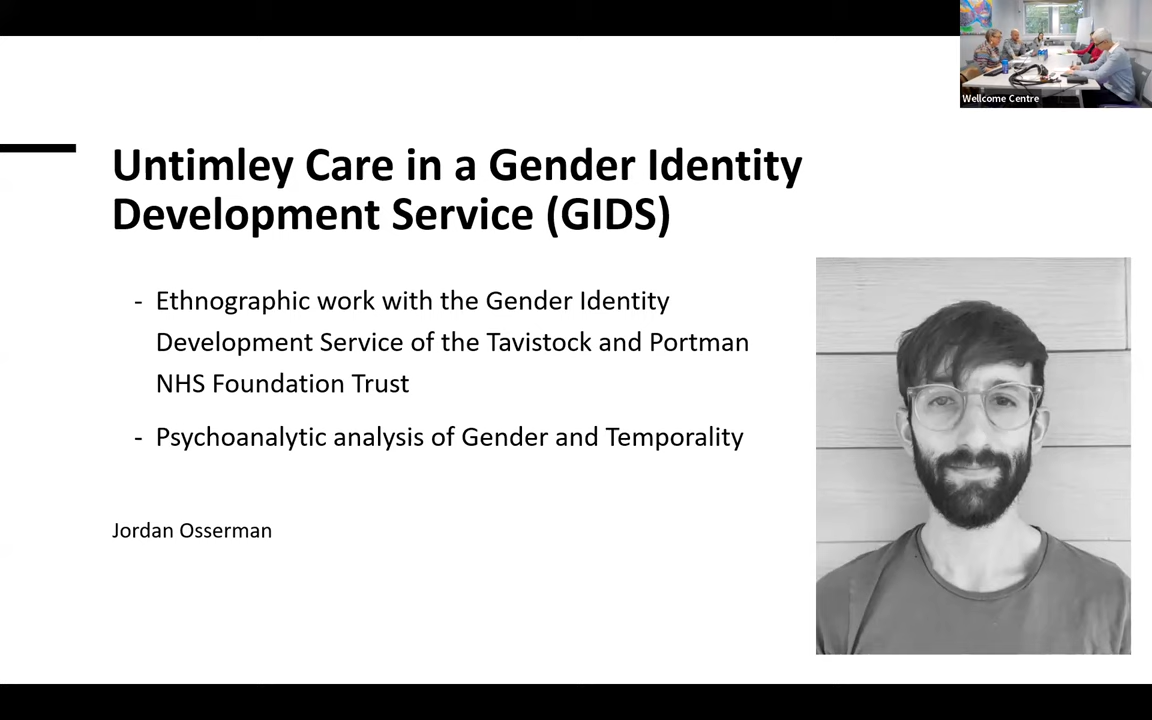 Wellcome Centre
Untimley Care in a Gender Identity
Development Service (GIDS)
- Ethnographic work with the Gender Identity
Development Service of the Tavistock and Portman
NHS Foundation Trust
- Psychoanalytic analysis of Gender and Temporality
Jordan Osserman